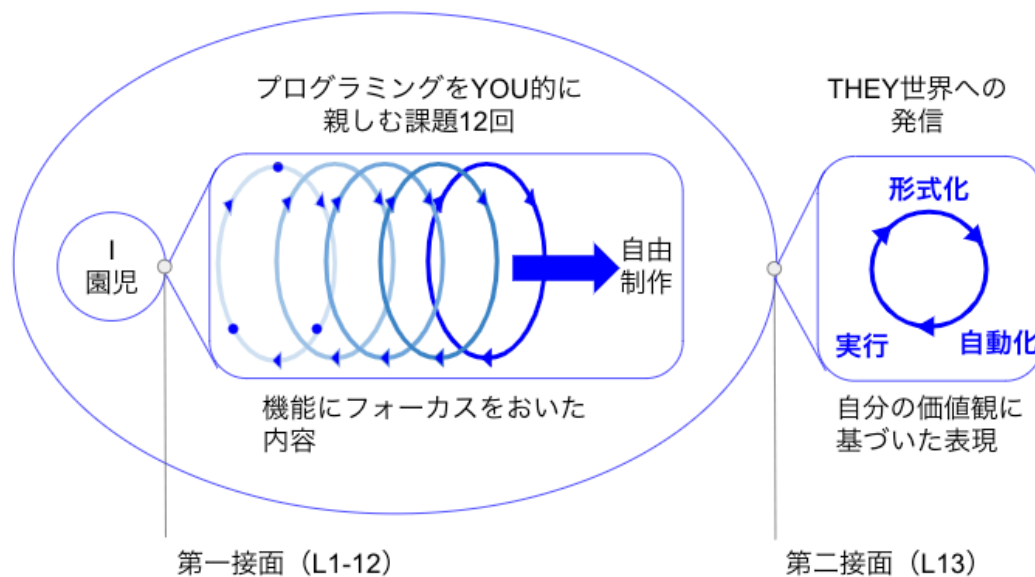 プログラミングをYOU的に
親しむ課題12回
THEY世界への
発信
I
園児
自由
制作
形式化
実行
自動化
機能にフォーカスをおいた
内容
自分の価値観に
基づいた表現
第一接面（L1-12）
第二接面（L13）